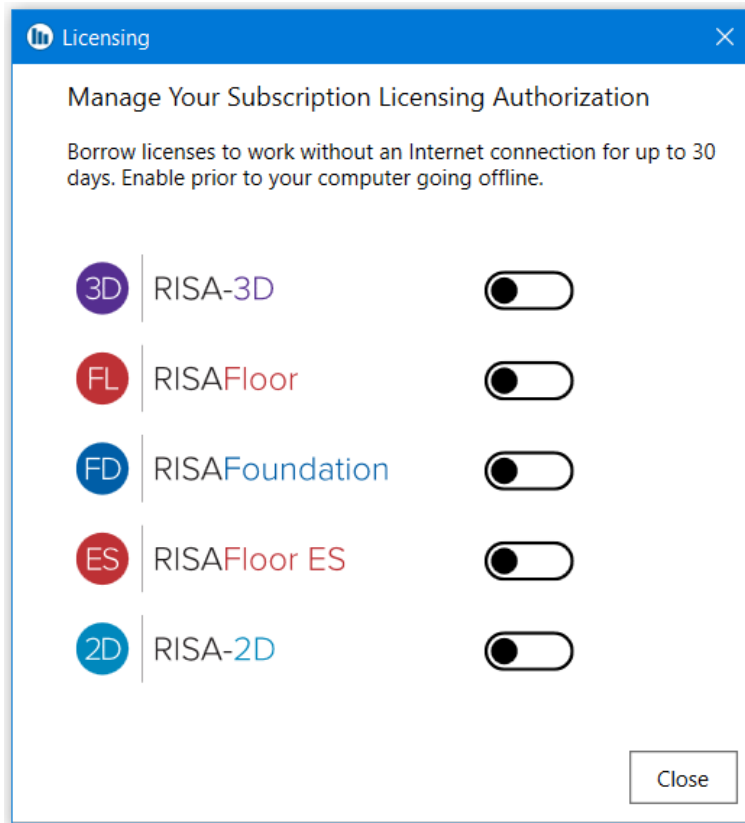 Licensing
Manage Your Subscription Licensing Authorization
Borrow licenses to work without an Internet connection for up to 30
days. Enable prior to your computer going offline.
3D RISA-3D
FL RISAFloor
FD RISAFoundation
ES RISAFloor ES
2D RISA-2D
Close